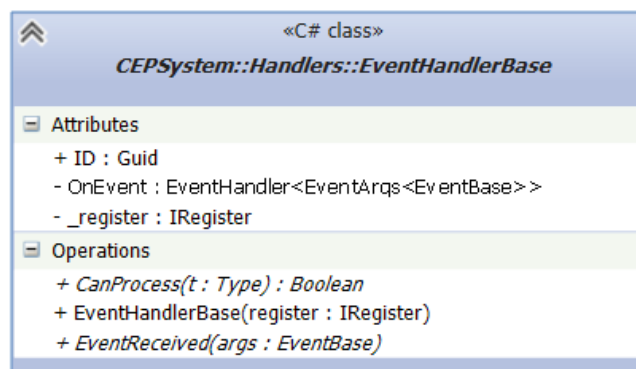 «C# class»
CEPSystem::Handlers::EventHandlerBase
Attributes
+ ID : Guid
- OnEvent : EventHandler<EventArgs<EventBase>>
- _register : IRegister
Operations
+ CanProcess(t : Type) : Boolean
+ EventHandlerBase(register : IRegister)
+ EventReceived(args : EventBase)